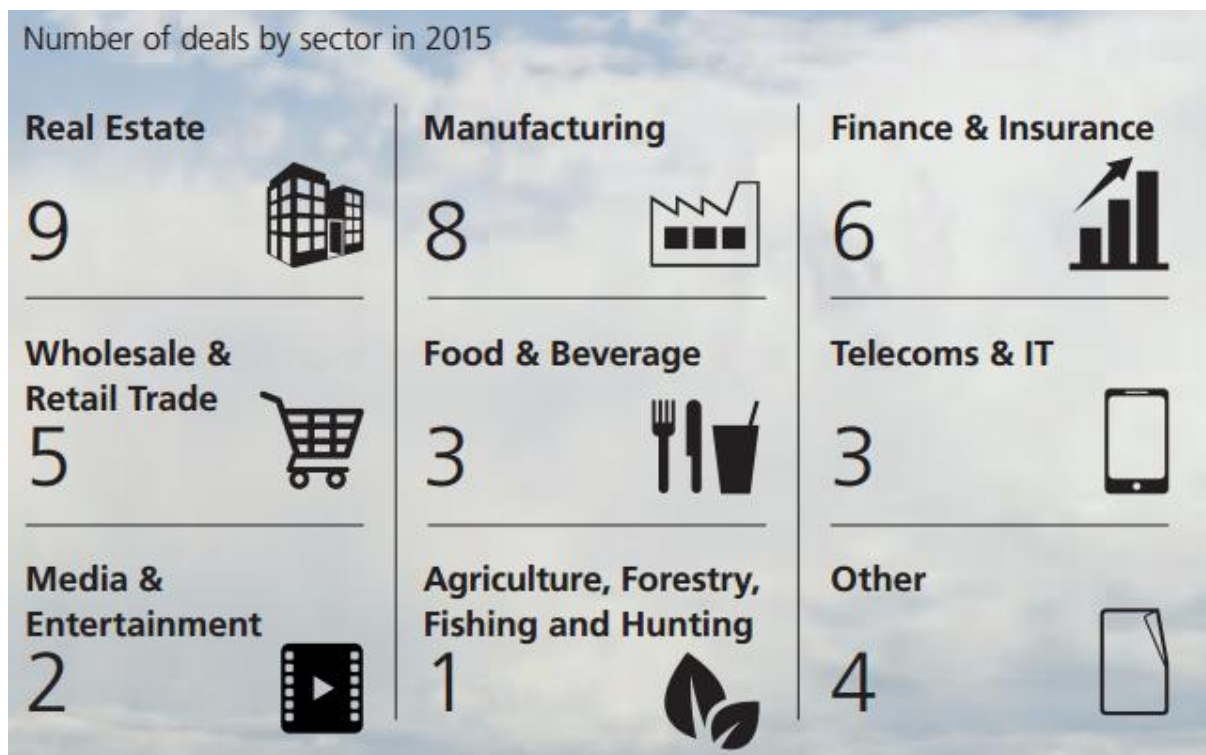 Number of deals by sector in 2015
Real Estate
9
Manufacturing
8
Finance & Insurance
6
Wholesale &
Retail Trade
5
Food & Beverage
3
Telecoms & IT
3
Media &
Entertainment
2
Agriculture, Forestry,
Fishing and Hunting
1
Other
4